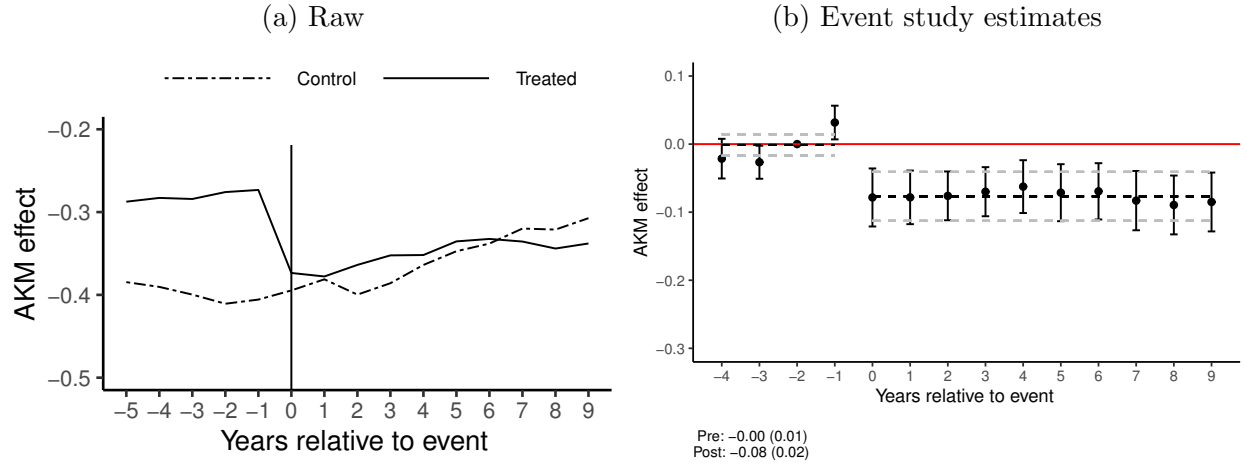 (a) Raw
Control Treated
−0.2
−0.3
−0.4
−0.5
AKM effect
−5 −4 −3 −2 −1 0 1 2 3 4 5 6 7 8 9
Years relative to event
(b) Event study estimates
0.1
0.0
−0.1
−0.2
−0.3
AKM effect
−4 −3 −2 −1 0 1 2 3 4 5 6 7 8 9
Years relative to event
Pre: −0.00 (0.01)
Post: −0.08 (0.02)